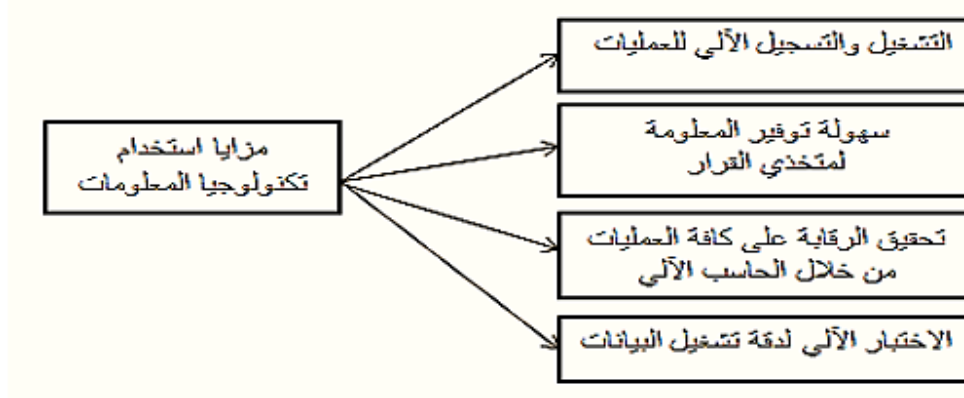 مزايا استخدام
تكنولوجيا المعلومات
التشغيل والتسجيل الآلي للعمليات
سهولة توفير المعلومة
لمتخذي القرار
تحقيق الرقابة على كافة العمليات
من خلال الحاسب الآلي
الاختبار الآلي لدقة تشغيل البيانات